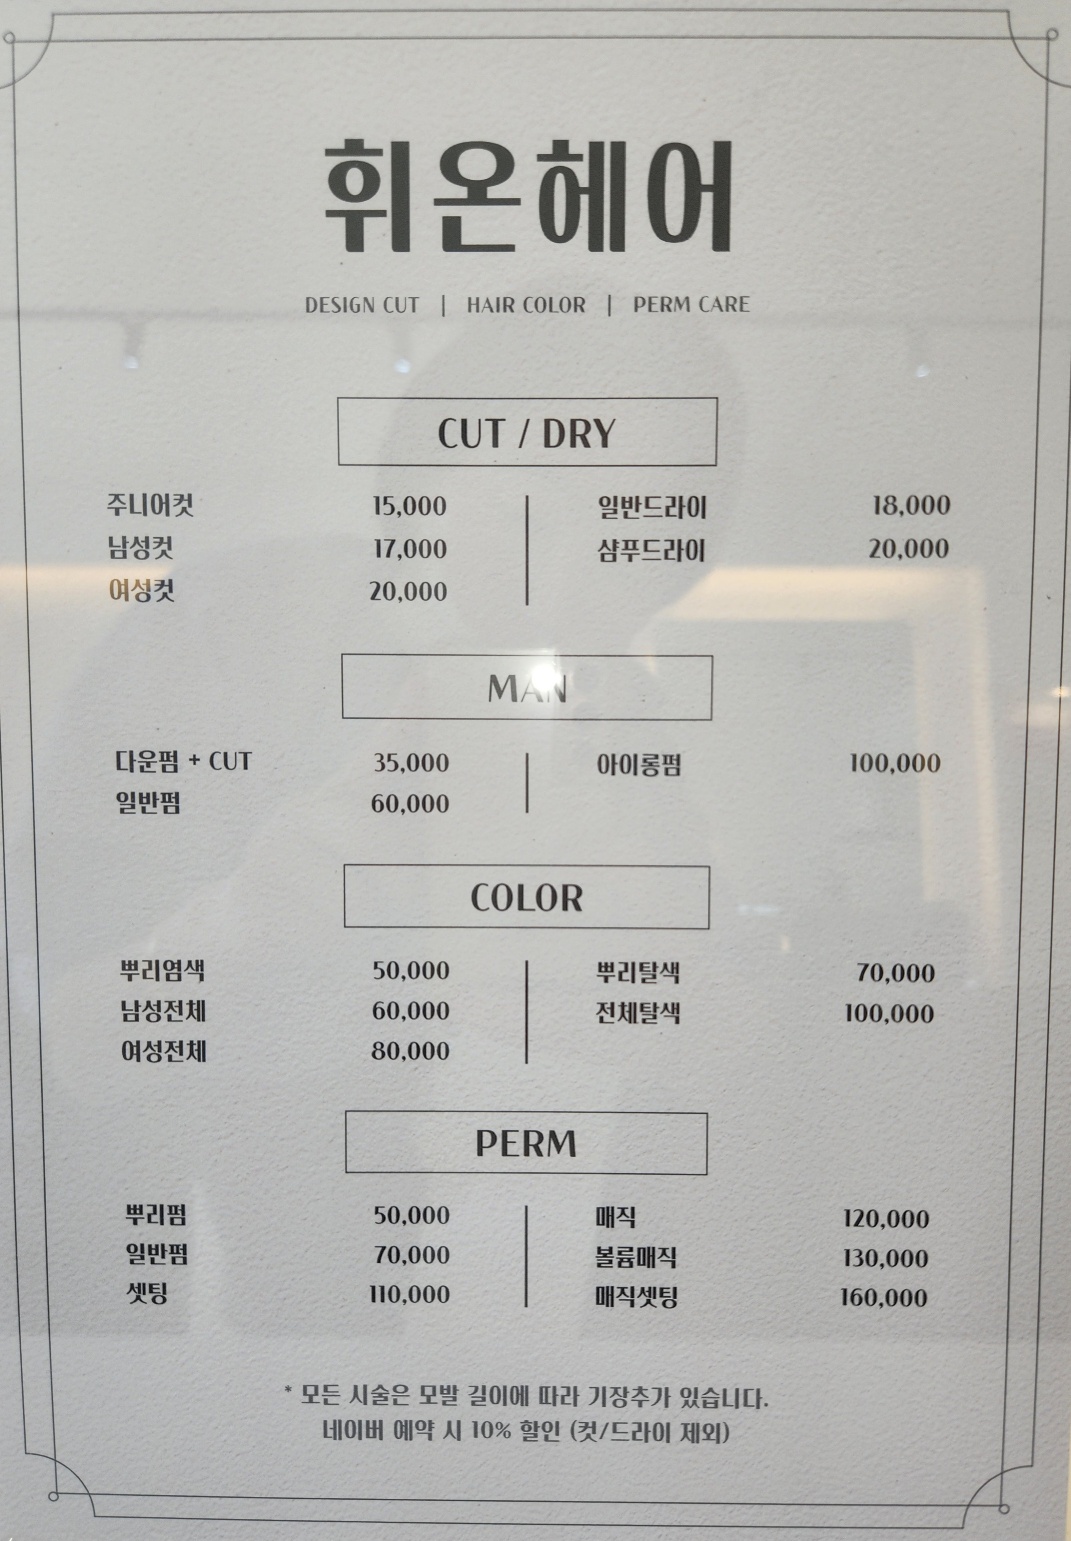 휘온헤어
DESIGN CUT | HAIR COLOR | PERM CARE
CUT / DRY
주니어컷 15,000 일반드라이 18,000
남성컷 17,000 샴푸드라이 20,000
여성컷 20,000
MAN
다운펌 + CUT 35,000 아이롱펌 100,000
일반펌 60,000
COLOR
뿌리염색 50,000 뿌리탈색 70,000
남성전체 60,000 전체탈색 100,000
여성전체 80,000
PERM
뿌리펌 50,000 매직 120,000
일반펌 70,000 볼륨매직 130,000
셋팅 110,000 매직셋팅 160,000
* 모든 시술은 모발 길이에 따라 기장추가 있습니다.
네이버 예약 시 10% 할인 (컷/드라이 제외)